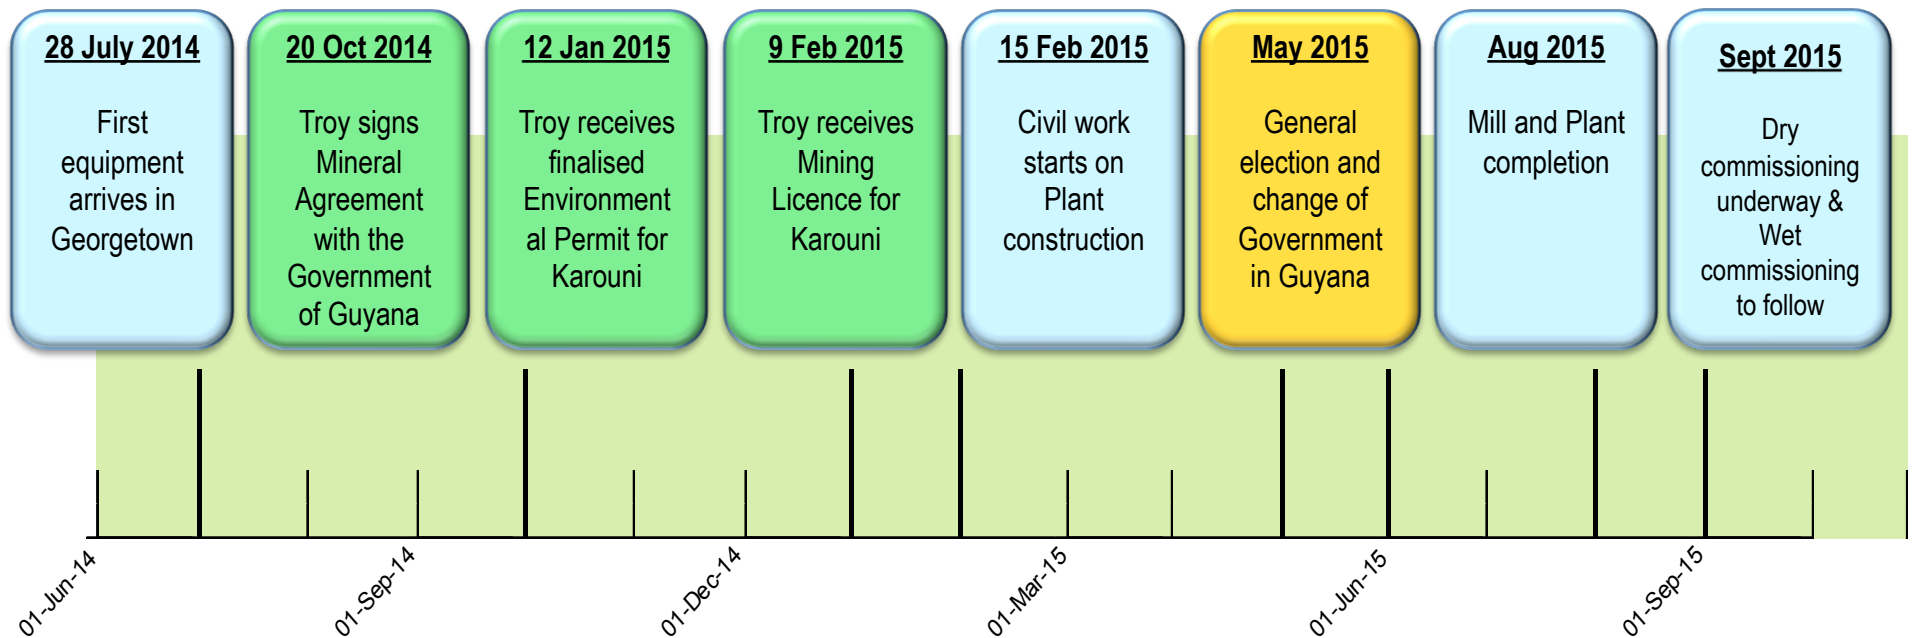 28 July 2014
First
equipment
arrives in
Georgetown
20 Oct 2014
Troy signs
Mineral
Agreement
with the
Government
of Guyana
12 Jan 2015
Troy receives
finalised
Environment
al Permit for
Karouni
9 Feb 2015
Troy receives
Mining
Licence for
Karouni
15 Feb 2015
Civil work
starts on
Plant
construction
May 2015
General
election and
change of
Government
in Guyana
Aug 2015
Mill and Plant
completion
Sept 2015
Dry
commissioning
underway &
Wet
commissioning
to follow
01-Jun-14
01-Sep-14
01-Dec-14
01-Mar-15
01-Jun-15
01-Sep-15